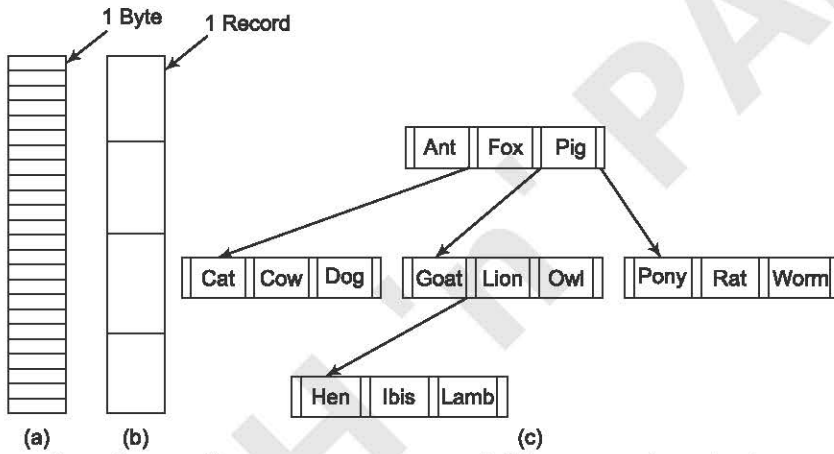 1 Byte
1 Record
Ant Fox Pig
Cat Cow Dog
Goat Lion Owl
Pony Rat Worm
Hen Ibis Lamb
(a)
(b)
(c)